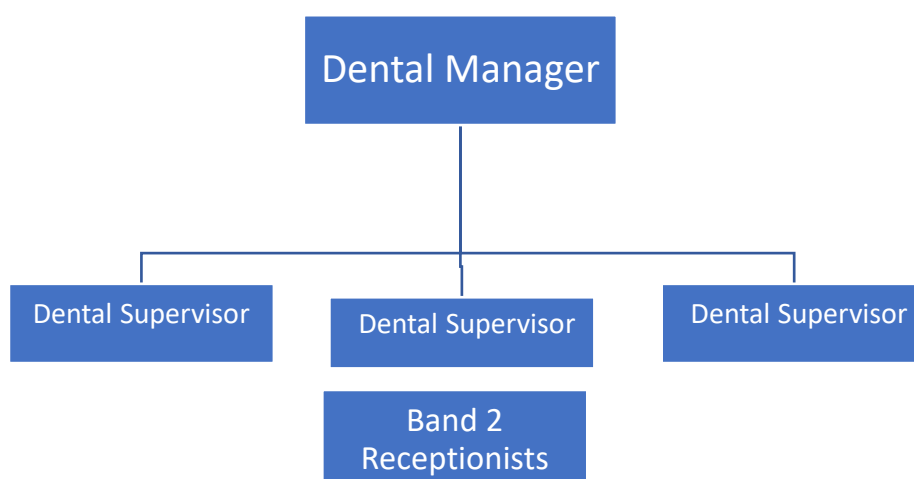 Dental Manager
Dental Supervisor
Dental Supervisor
Dental Supervisor
Band 2
Receptionists